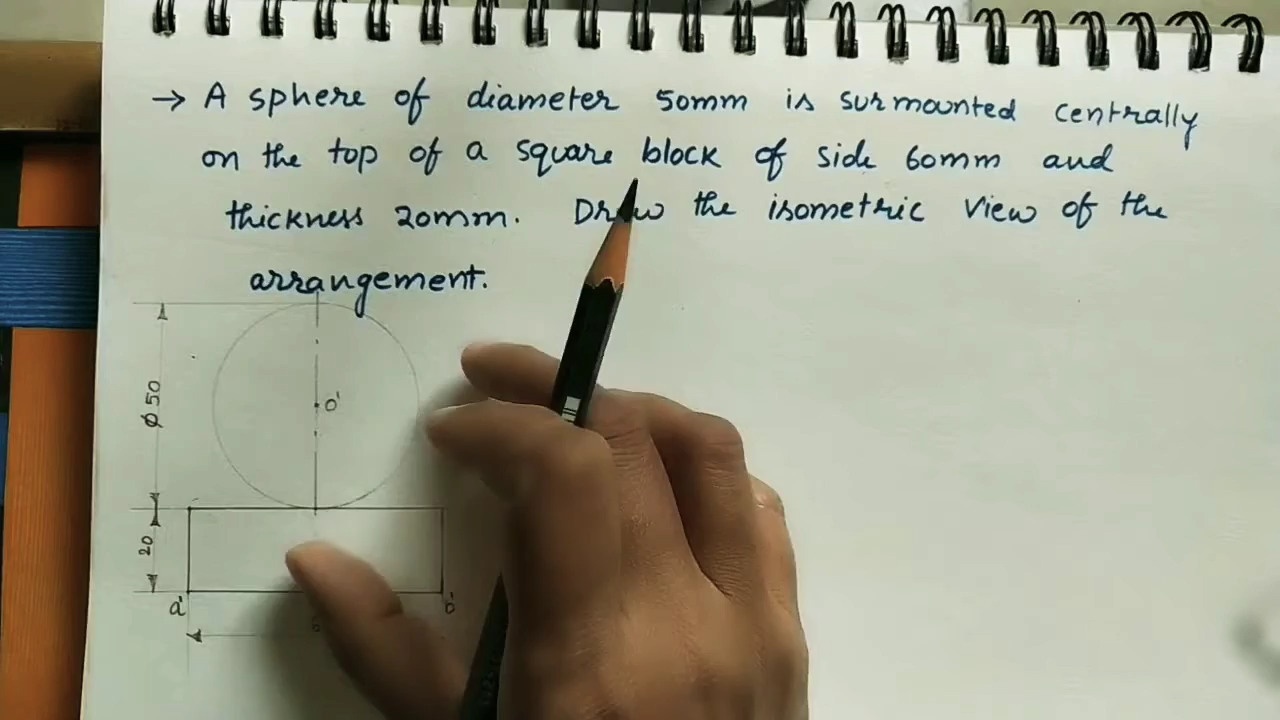 → A sphere of diameter 50mm is surmounted centrally
on the top of a square block of side 60mm and
thickness 20mm. Draw the isometric view of the
arrangement.
ø50
o'
20
a' b'